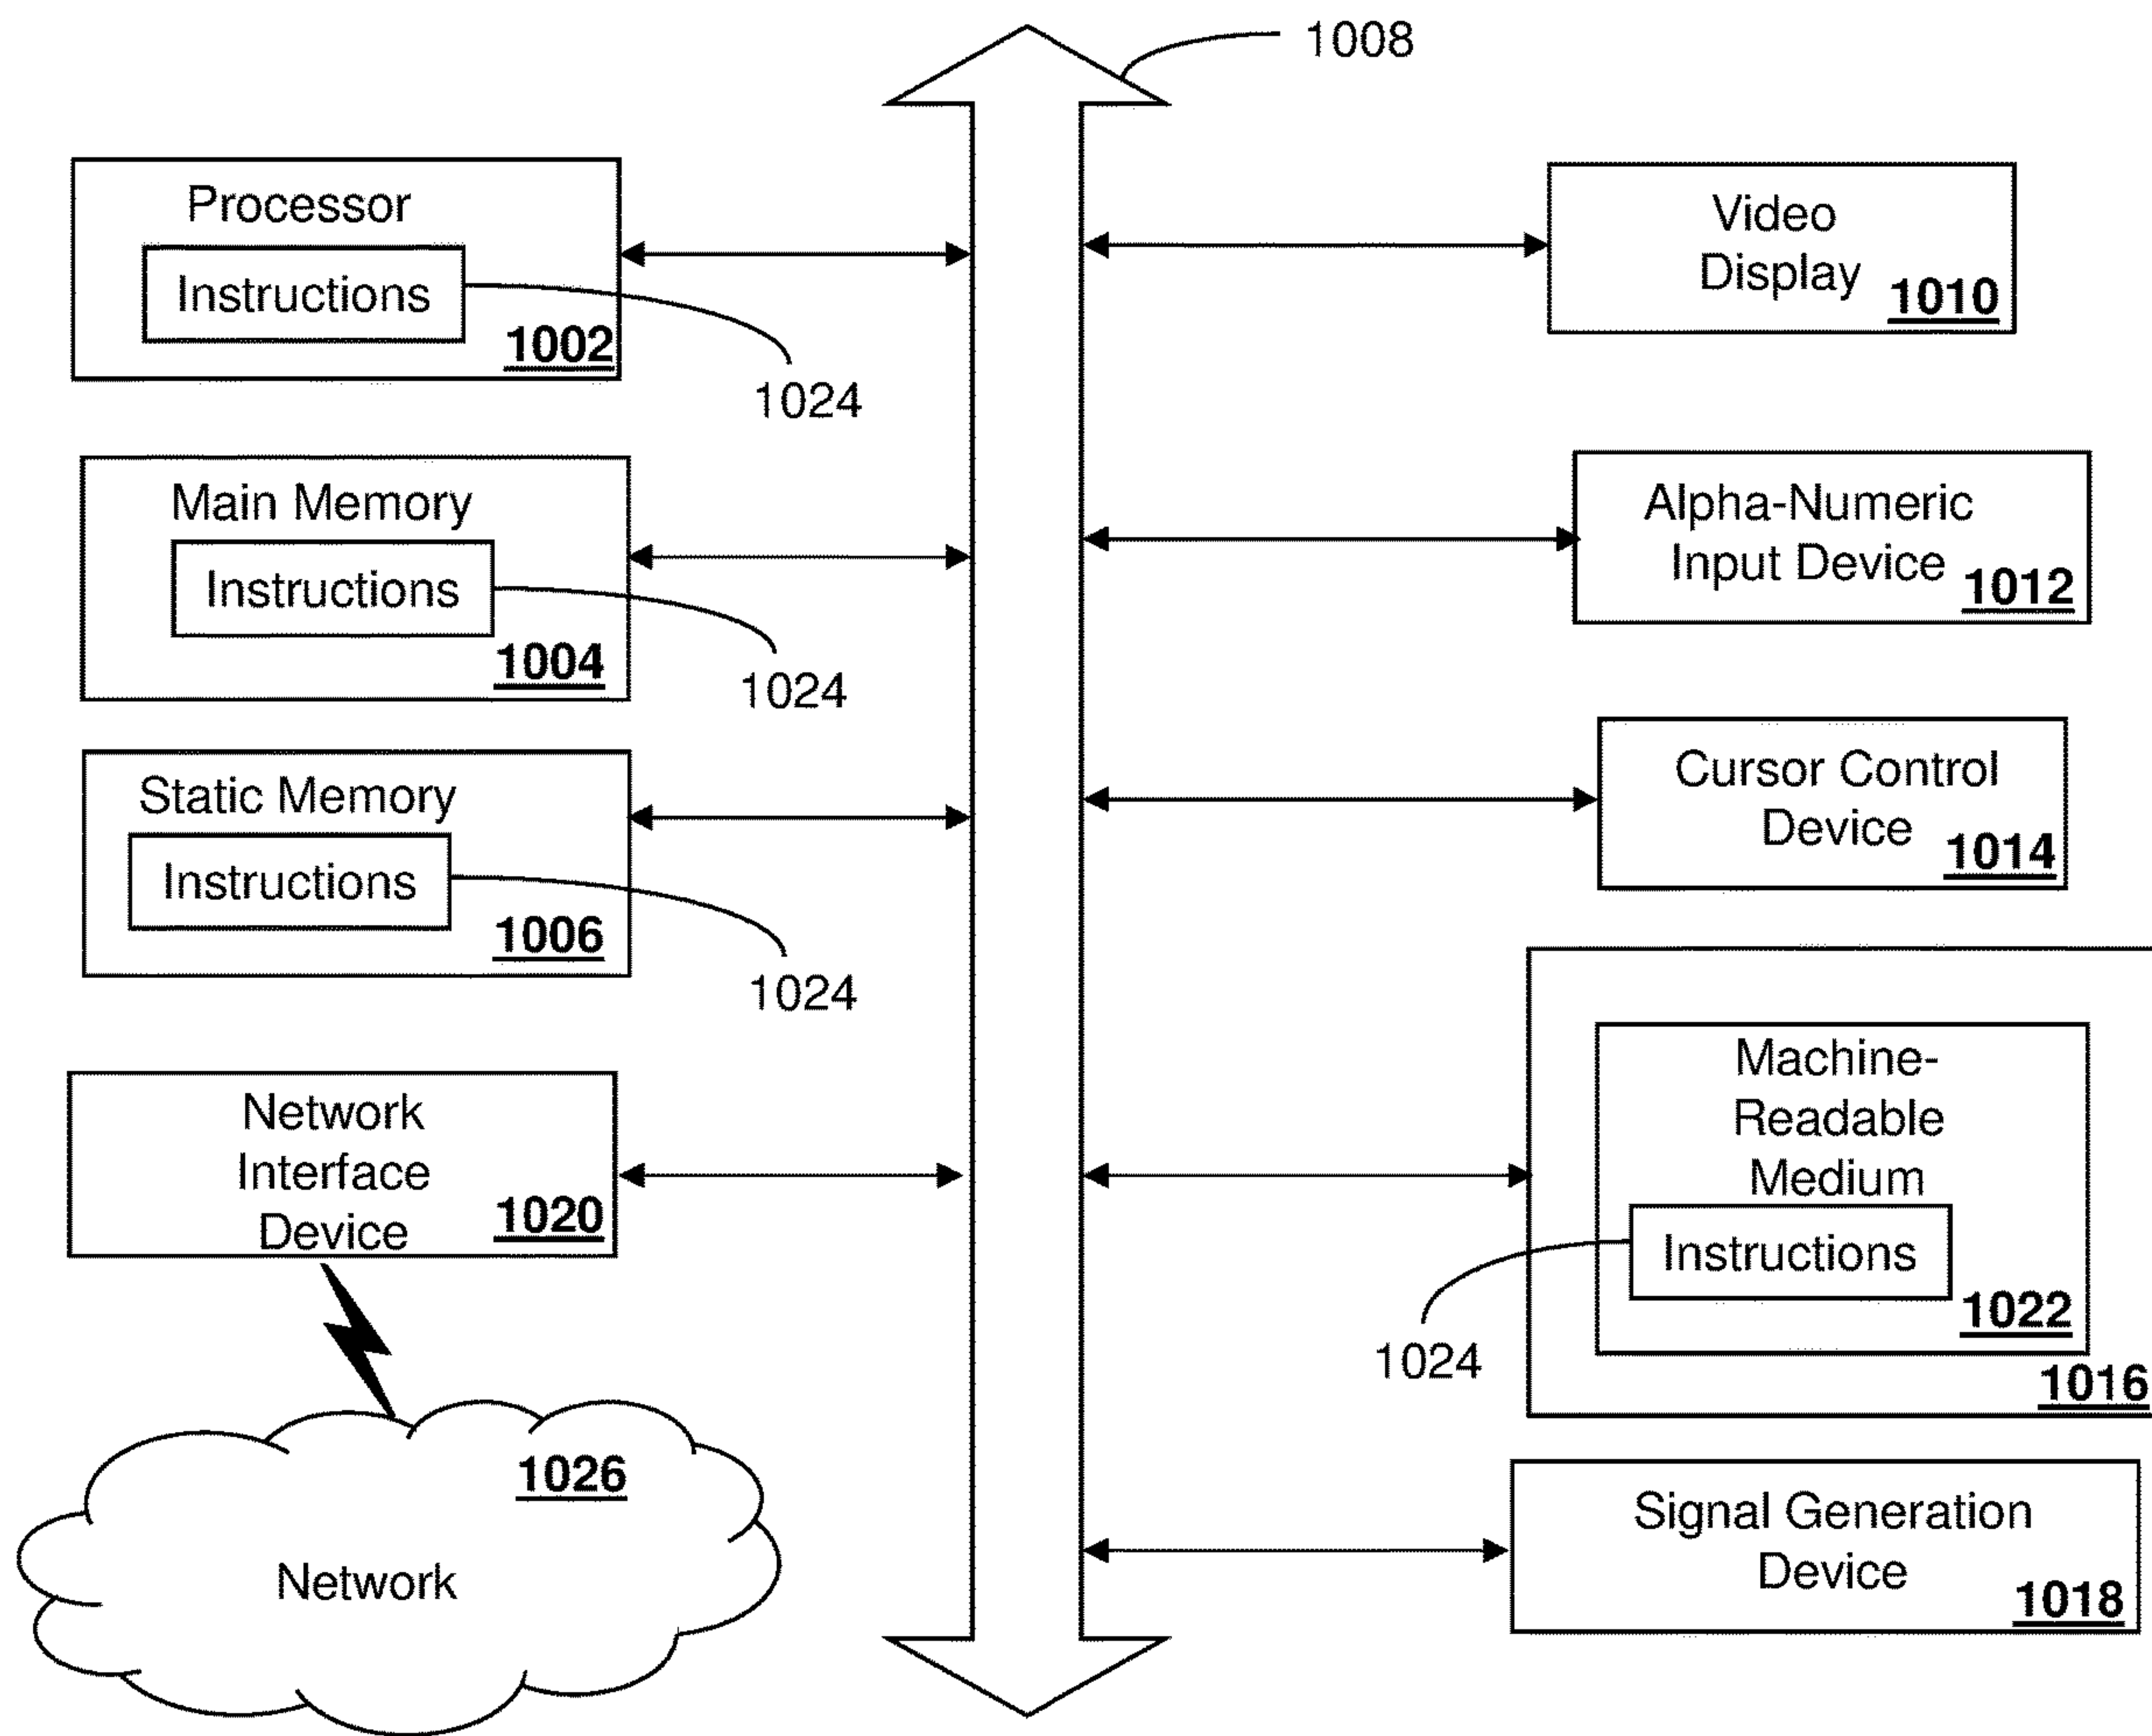 1008
Processor
Instructions
1002
1024
Main Memory
Instructions
1004
1024
Static Memory
Instructions
1006
1024
Network
Interface
Device
1020
1026
Network
Video
Display
1010
Alpha-Numeric
Input Device
1012
Cursor Control
Device
1014
Machine-
Readable
Medium
Instructions
1022
1024
1016
Signal Generation
Device
1018